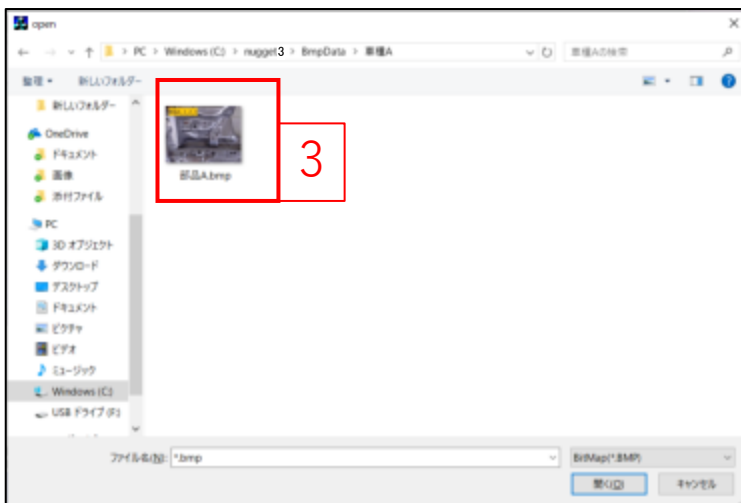 open
PC > Windows (C:) > nugget3 > BmpData > 車種A
車種Aの検索
整理
新しいフォルダー
新しいフォルダー
OneDrive
ドキュメント
画像
添付ファイル
PC
3D オブジェクト
ダウンロード
デスクトップ
ドキュメント
ピクチャ
ビデオ
ミュージック
Windows (C:)
USB ドライブ (F:)
部品A.bmp
3
ファイル名(N): *.bmp
BitMap(*.BMP)
開く(O)
キャンセル